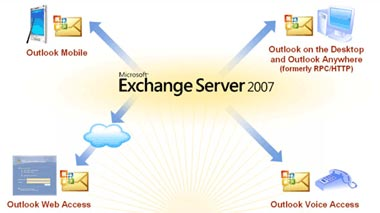 Outlook Mobile
Outlook on the Desktop
and Outlook Anywhere
(formerly RPC/HTTP)
Microsoft
Exchange Server 2007
Outlook Web Access
Outlook Voice Access